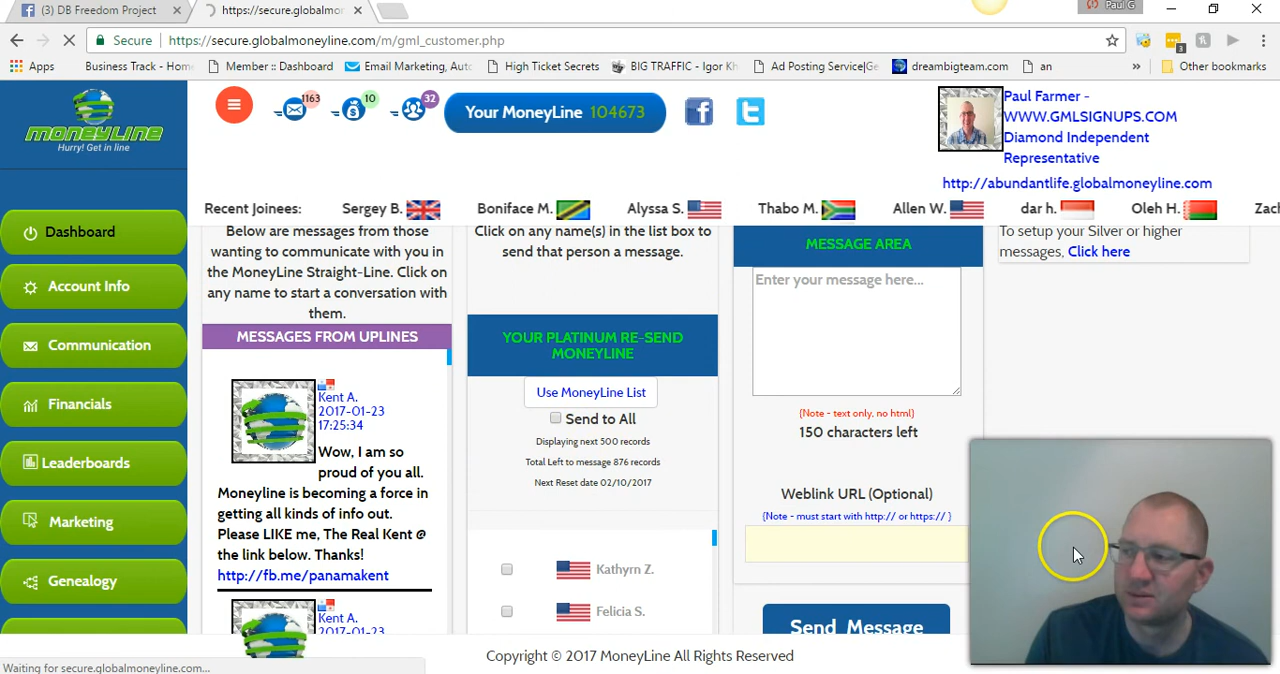 (3) DB Freedom Project
https://secure.globalmo
Paul G
Secure
https://secure.globalmoneyline.com/m/gml_customer.php
3
Apps
Business Track - Hom
Member :: Dashboard
Email Marketing, Aut
High Ticket Secrets
BIG TRAFFIC - Igor Kh
Ad Posting Service|Ge
dreambigteam.com
an
»
Other bookmarks
MONEYLINE
Hurry! Get in line
1163
10
32
Your MoneyLine 104673
Paul Farmer -
WWW.GMLSIGNUPS.COM
Diamond Independent
Representative
http://abundantlife.globalmoneyline.com
Recent Joinees:
Sergey B.
Boniface M.
Alyssa S.
Thabo M.
Allen W.
dar h.
Oleh H.
Zach
Dashboard
Account Info
Communication
Financials
Leaderboards
Marketing
Genealogy
Below are messages from those
wanting to communicate with you in
the MoneyLine Straight-Line. Click on
any name to start a conversation with
them.
MESSAGES FROM UPLINES
Kent A.
2017-01-23
17:25:34
Wow, I am so
proud of you all.
Moneyline is becoming a force in
getting all kinds of info out.
Please LIKE me, The Real Kent @
the link below. Thanks!
http://fb.me/panamakent
Kent A.
2017-01-23
Click on any name(s) in the list box to
send that person a message.
YOUR PLATINUM RE-SEND
MONEYLINE
Use MoneyLine List
Send to All
Displaying next 500 records
Total Left to message 876 records
Next Reset date 02/10/2017
Kathyrn Z.
Felicia S.
MESSAGE AREA
Enter your message here...
(Note - text only, no html)
150 characters left
Weblink URL (Optional)
(Note - must start with http:// or https:// )
Send Message
To setup your Silver or higher
messages, Click here
Waiting for secure.globalmoneyline.com...
Copyright © 2017 MoneyLine All Rights Reserved